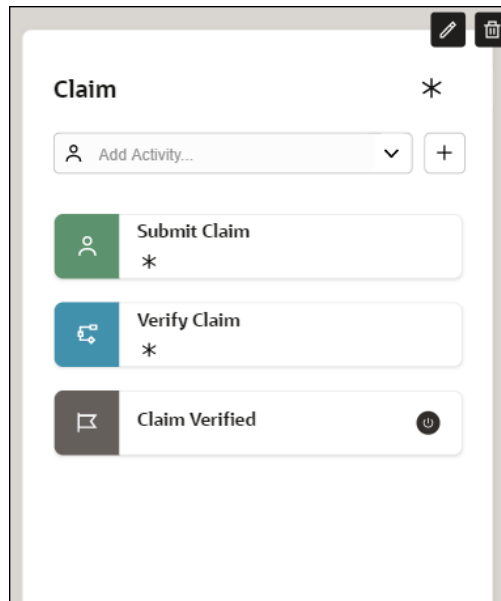 Claim
Add Activity...
Submit Claim
Verify Claim
Claim Verified